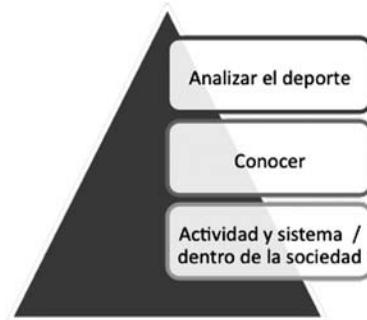 Analizar el deporte
Conocer
Actividad y sistema /
dentro de la sociedad